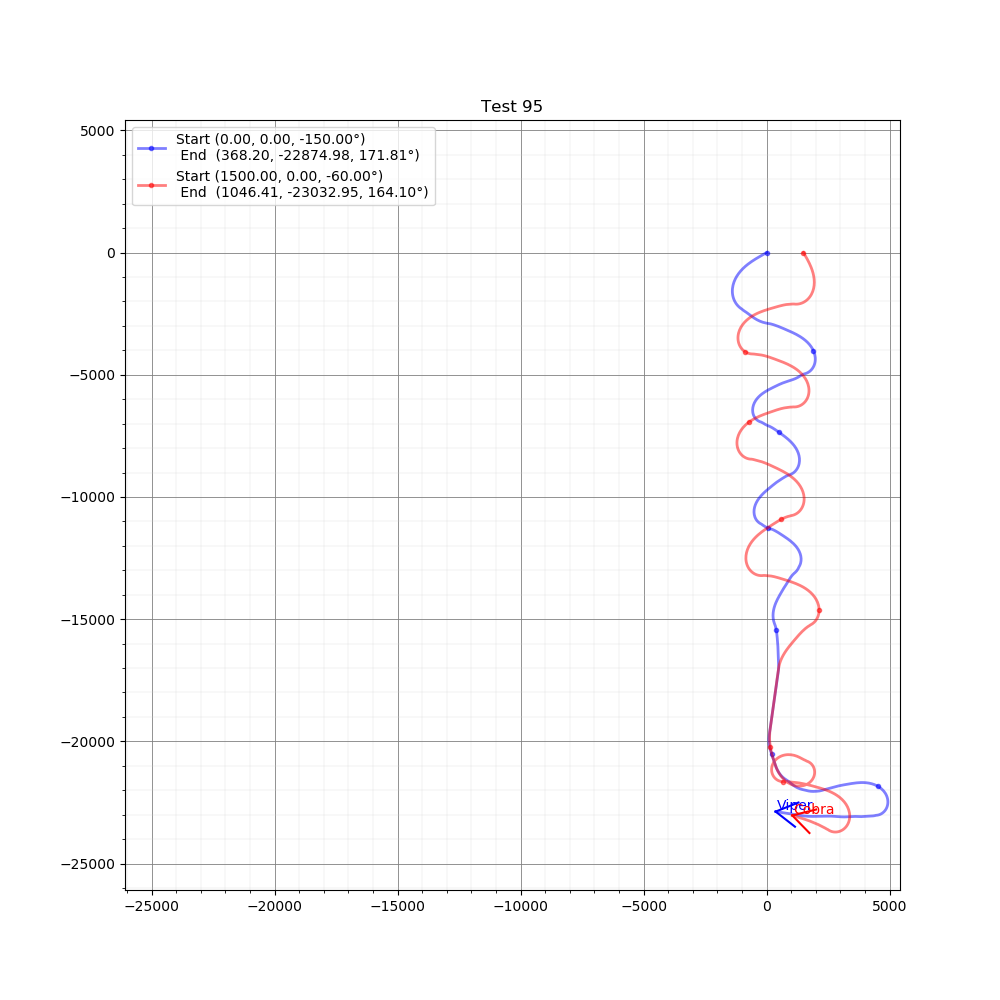 Test 95
Start (0.00, 0.00, -150.00°)
End (368.20, -22874.98, 171.81°)
Start (1500.00, 0.00, -60.00°)
End (1046.41, -23032.95, 164.10°)
5000
0
−5000
−10000
−15000
−20000
−25000
Viper
Cobra
−25000
−20000
−15000
−10000
−5000
0
5000